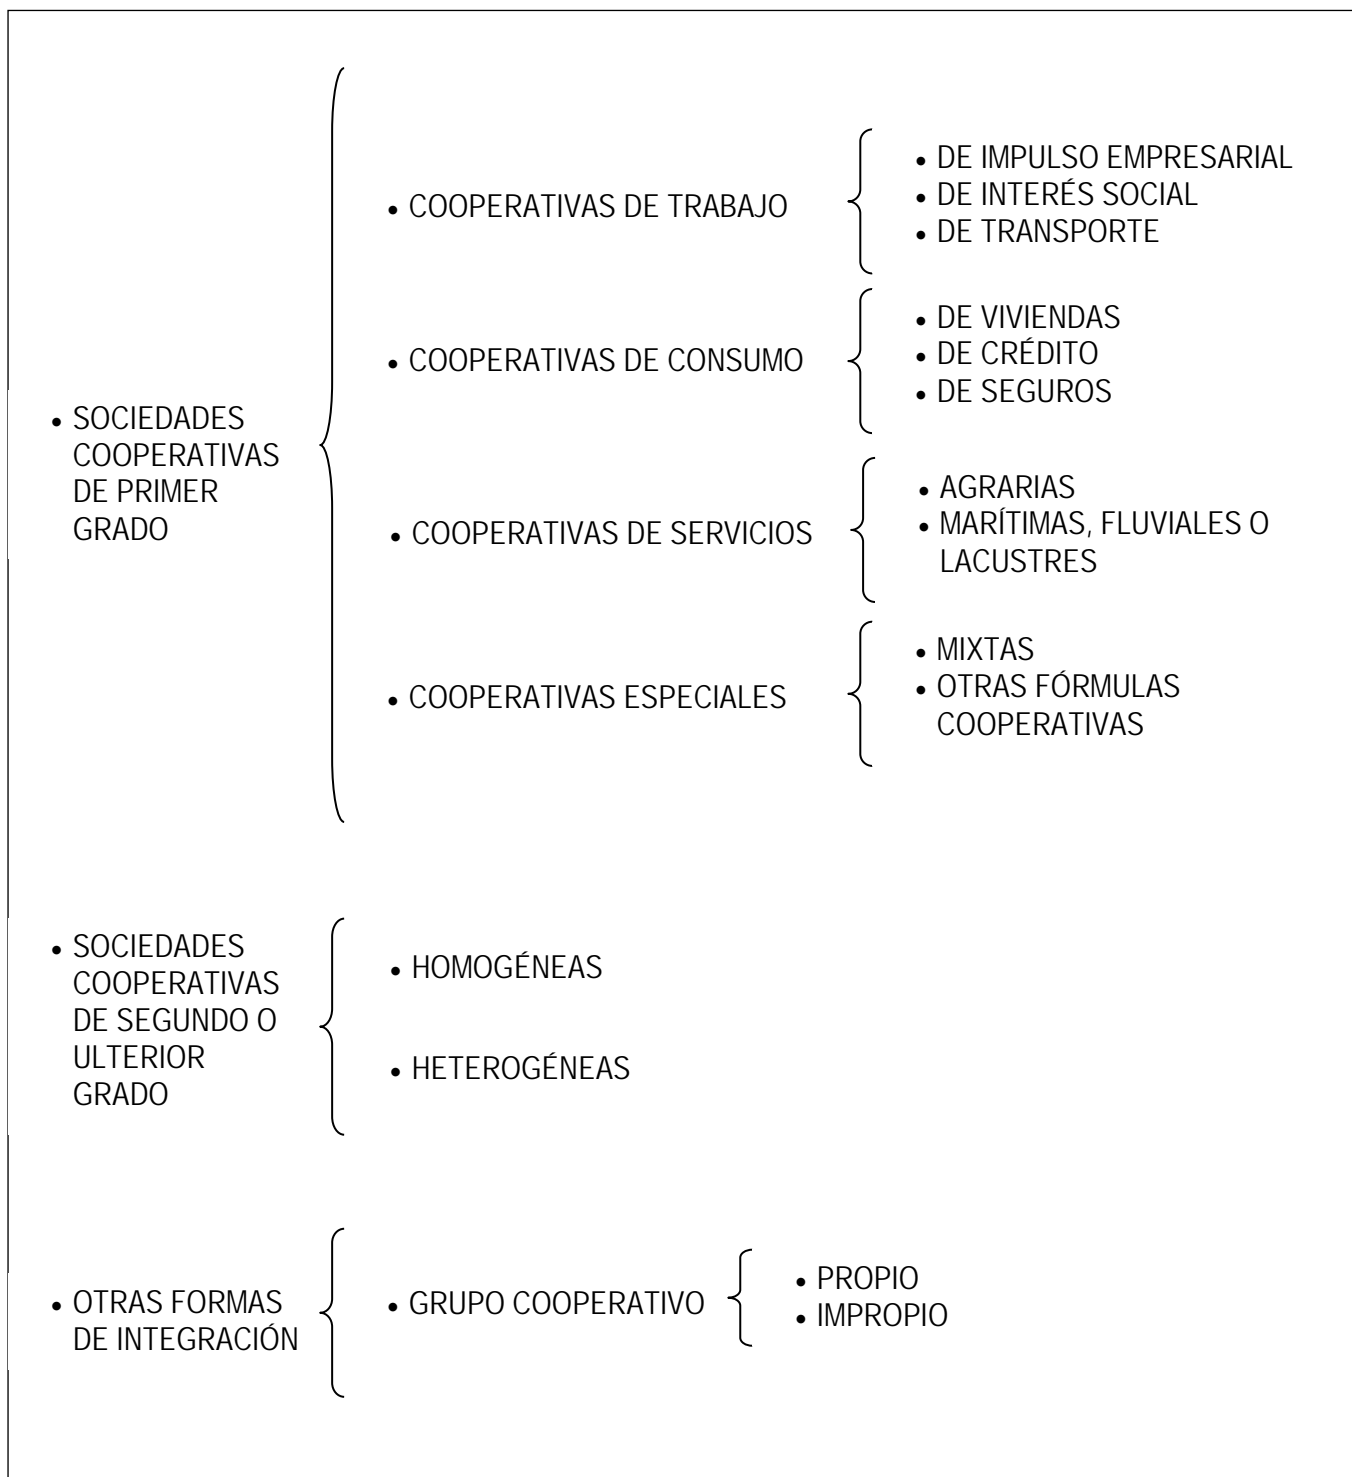 • SOCIEDADES
COOPERATIVAS
DE PRIMER
GRADO
• COOPERATIVAS DE TRABAJO
• DE IMPULSO EMPRESARIAL
• DE INTERÉS SOCIAL
• DE TRANSPORTE
• COOPERATIVAS DE CONSUMO
• DE VIVIENDAS
• DE CRÉDITO
• DE SEGUROS
• COOPERATIVAS DE SERVICIOS
• AGRARIAS
• MARÍTIMAS, FLUVIALES O
LACUSTRES
• COOPERATIVAS ESPECIALES
• MIXTAS
• OTRAS FÓRMULAS
COOPERATIVAS
• SOCIEDADES
COOPERATIVAS
DE SEGUNDO O
ULTERIOR
GRADO
• HOMOGÉNEAS
• HETEROGÉNEAS
• OTRAS FORMAS
DE INTEGRACIÓN
• GRUPO COOPERATIVO
• PROPIO
• IMPROPIO